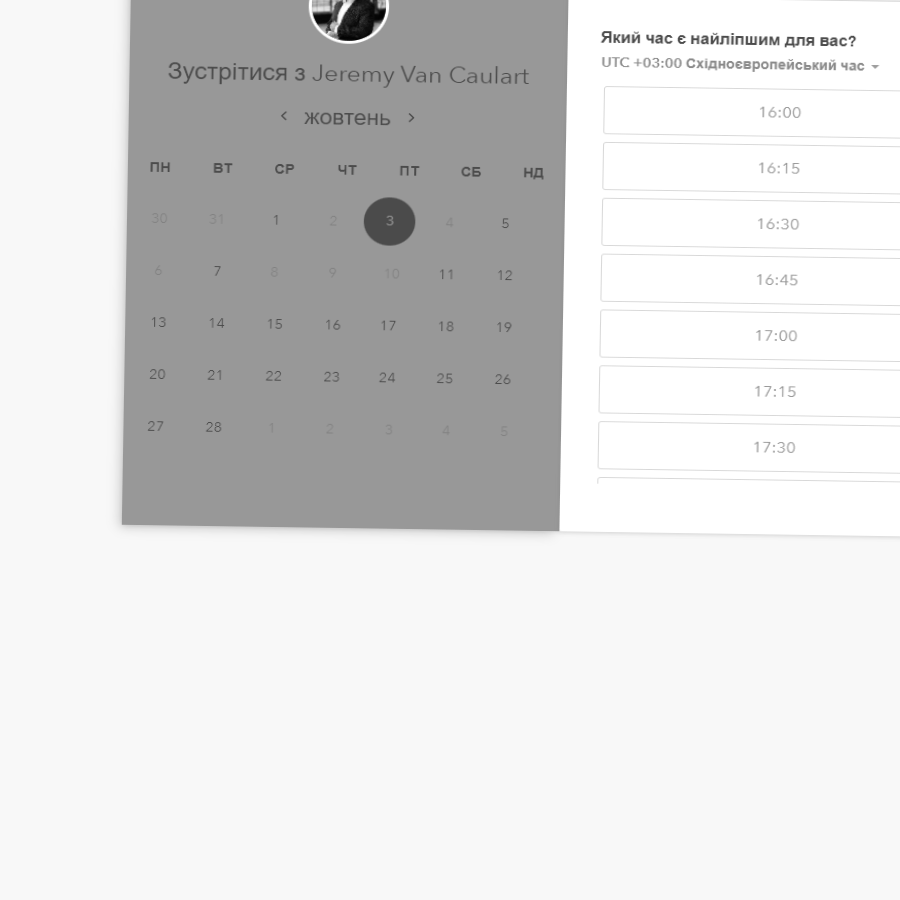 Зустрітися з Jeremy Van Caulart
жовтень
ПН ВТ СР ЧТ ПТ СБ НД
30 31 1 2 3 4 5
6 7 8 9 10 11 12
13 14 15 16 17 18 19
20 21 22 23 24 25 26
27 28 1 2 3 4 5
Який час є найліпшим для вас?
UTC +03:00 Східноєвропейський час
16:00
16:15
16:30
16:45
17:00
17:15
17:30